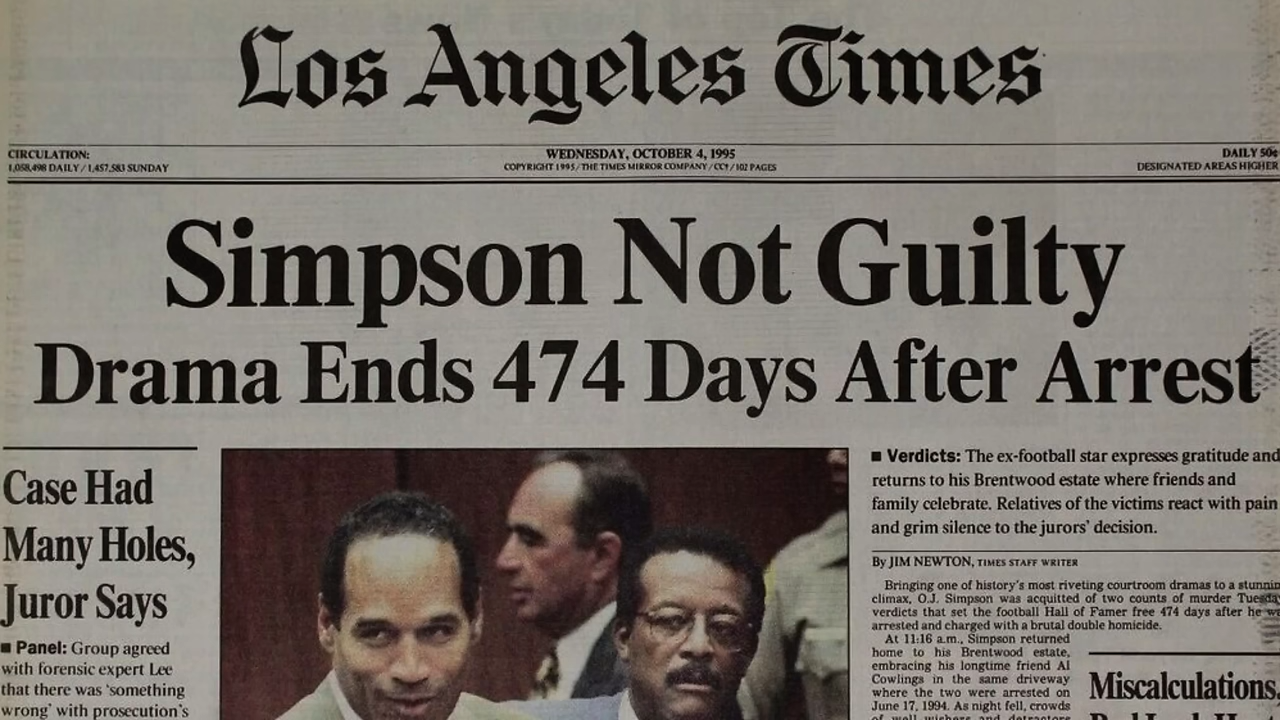 Los Angeles Times
CIRCULATION:
1,058,498 DAILY / 1,457,583 SUNDAY
WEDNESDAY, OCTOBER 4, 1995
COPYRIGHT 1995 / THE TIMES MIRROR COMPANY / CC† / 102 PAGES
DAILY 50¢
DESIGNATED AREAS HIGHER
Simpson Not Guilty
Drama Ends 474 Days After Arrest
Case Had
Many Holes,
Juror Says
■ Panel: Group agreed
with forensic expert Lee
that there was ‘something
wrong’ with prosecution’s
■ Verdicts: The ex-football star expresses gratitude and
returns to his Brentwood estate where friends and
family celebrate. Relatives of the victims react with pain
and grim silence to the jurors’ decision.
By JIM NEWTON, TIMES STAFF WRITER
Bringing one of history’s most riveting courtroom dramas to a
climax, O.J. Simpson was acquitted of two counts of murder Tuesday
verdicts that set the football Hall of Famer free 474 days after he
arrested and charged with a brutal double homicide.
At 11:16 a.m., Simpson returned
home to his Brentwood estate,
embracing his longtime friend Al
Cowlings in the same driveway
where the two were arrested on
June 17, 1994. As night fell, crowds
of well wishers and detractors
Miscalculations,